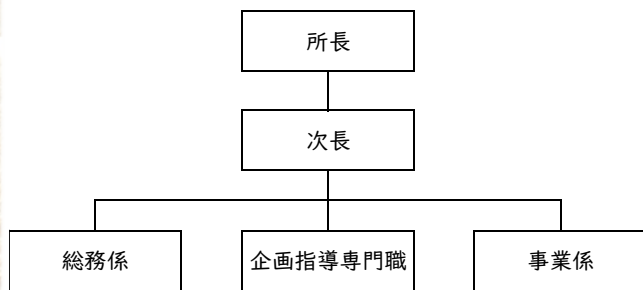 所長
次長
総務係
企画指導専門職
事業係